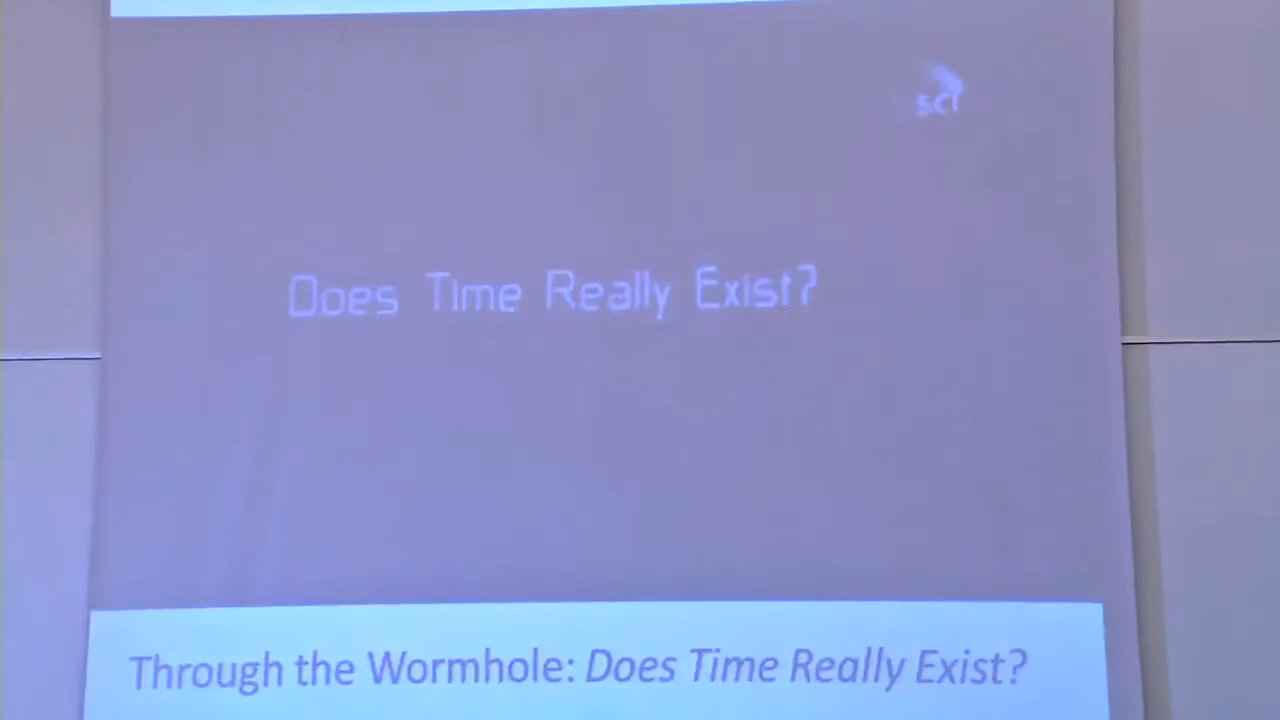 sci
Does Time Really Exist?
Through the Wormhole: Does Time Really Exist?